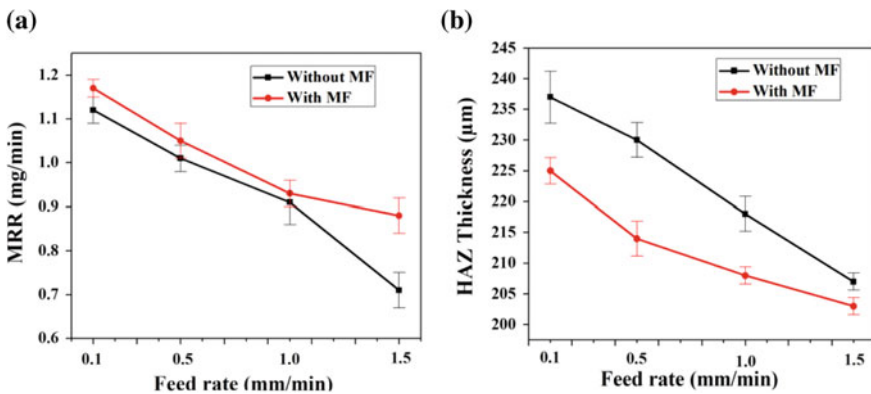 (a)
1.2
1.1
1.0
0.9
0.8
0.7
0.6
MRR (mg/min)
Without MF
With MF
0.1 0.5 1.0 1.5
Feed rate (mm/min)
(b)
245
240
235
230
225
220
215
210
205
200
HAZ Thickness (µm)
Without MF
With MF
0.1 0.5 1.0 1.5
Feed rate (mm/min)